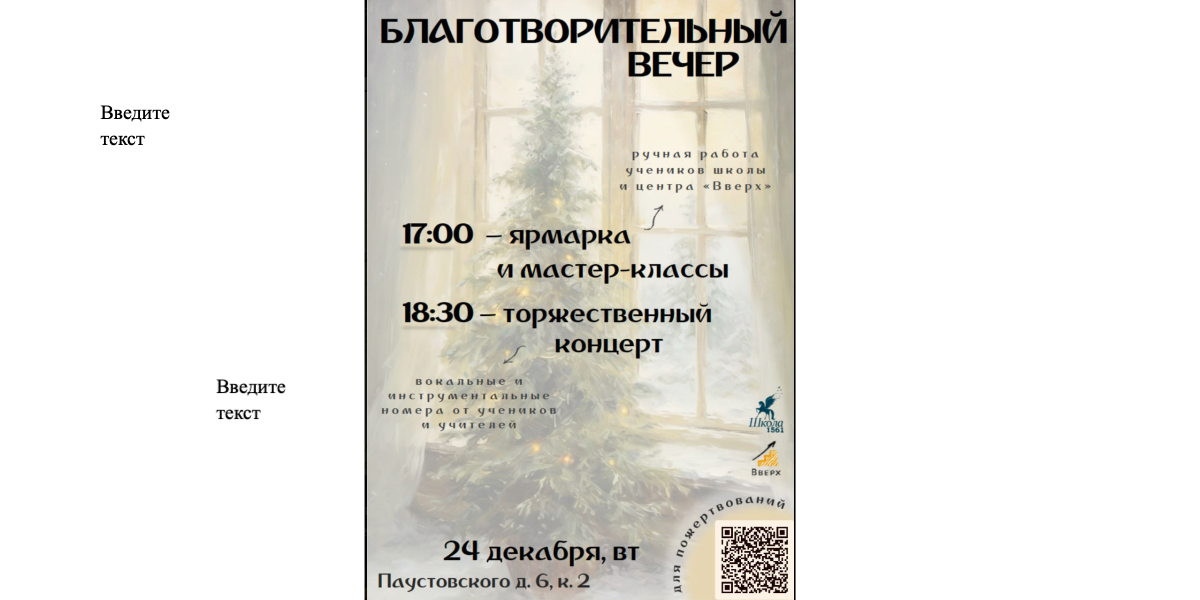 БЛАГОТВОРИТЕЛЬНЫЙ
ВЕЧЕР
Введите
текст
ручная работа
учеников школы
и центра «Вверх»
17:00 – ярмарка
и мастер-классы
18:30 – торжественный
концерт
Введите
текст
вокальные и
инструментальные
номера от учеников
и учителей
Школа
1561
Вверх
для пожертвований
24 декабря, вт
Паустовского д. 6, к. 2